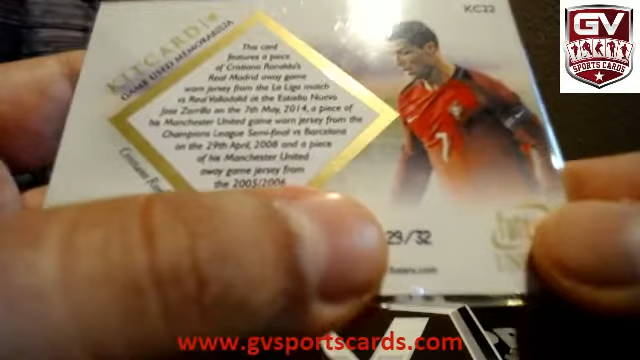 KITCARD
GAME USED MEMORABILIA
KC22
This card
features a piece
of Cristiano Ronaldo's
Real Madrid away game
worn jersey from the La Liga match
vs Real Valladolid at the Estadio Nuevo
Jose Zorrilla on the 7th May, 2014, a piece of
his Manchester United game worn jersey from the
Champions League Semi-final vs Barcelona
on the 29th April, 2008 and a piece
of his Manchester United
away game jersey from
the 2005/2006
Cristiano
7
29/32
GV
SPORTS CARDS
www.gvsportscards.com